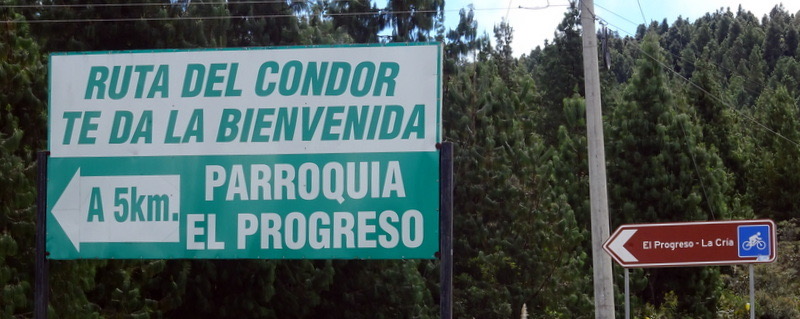 RUTA DEL CONDOR
TE DA LA BIENVENIDA
A 5km.
PARROQUIA
EL PROGRESO
El Progreso - La Cria